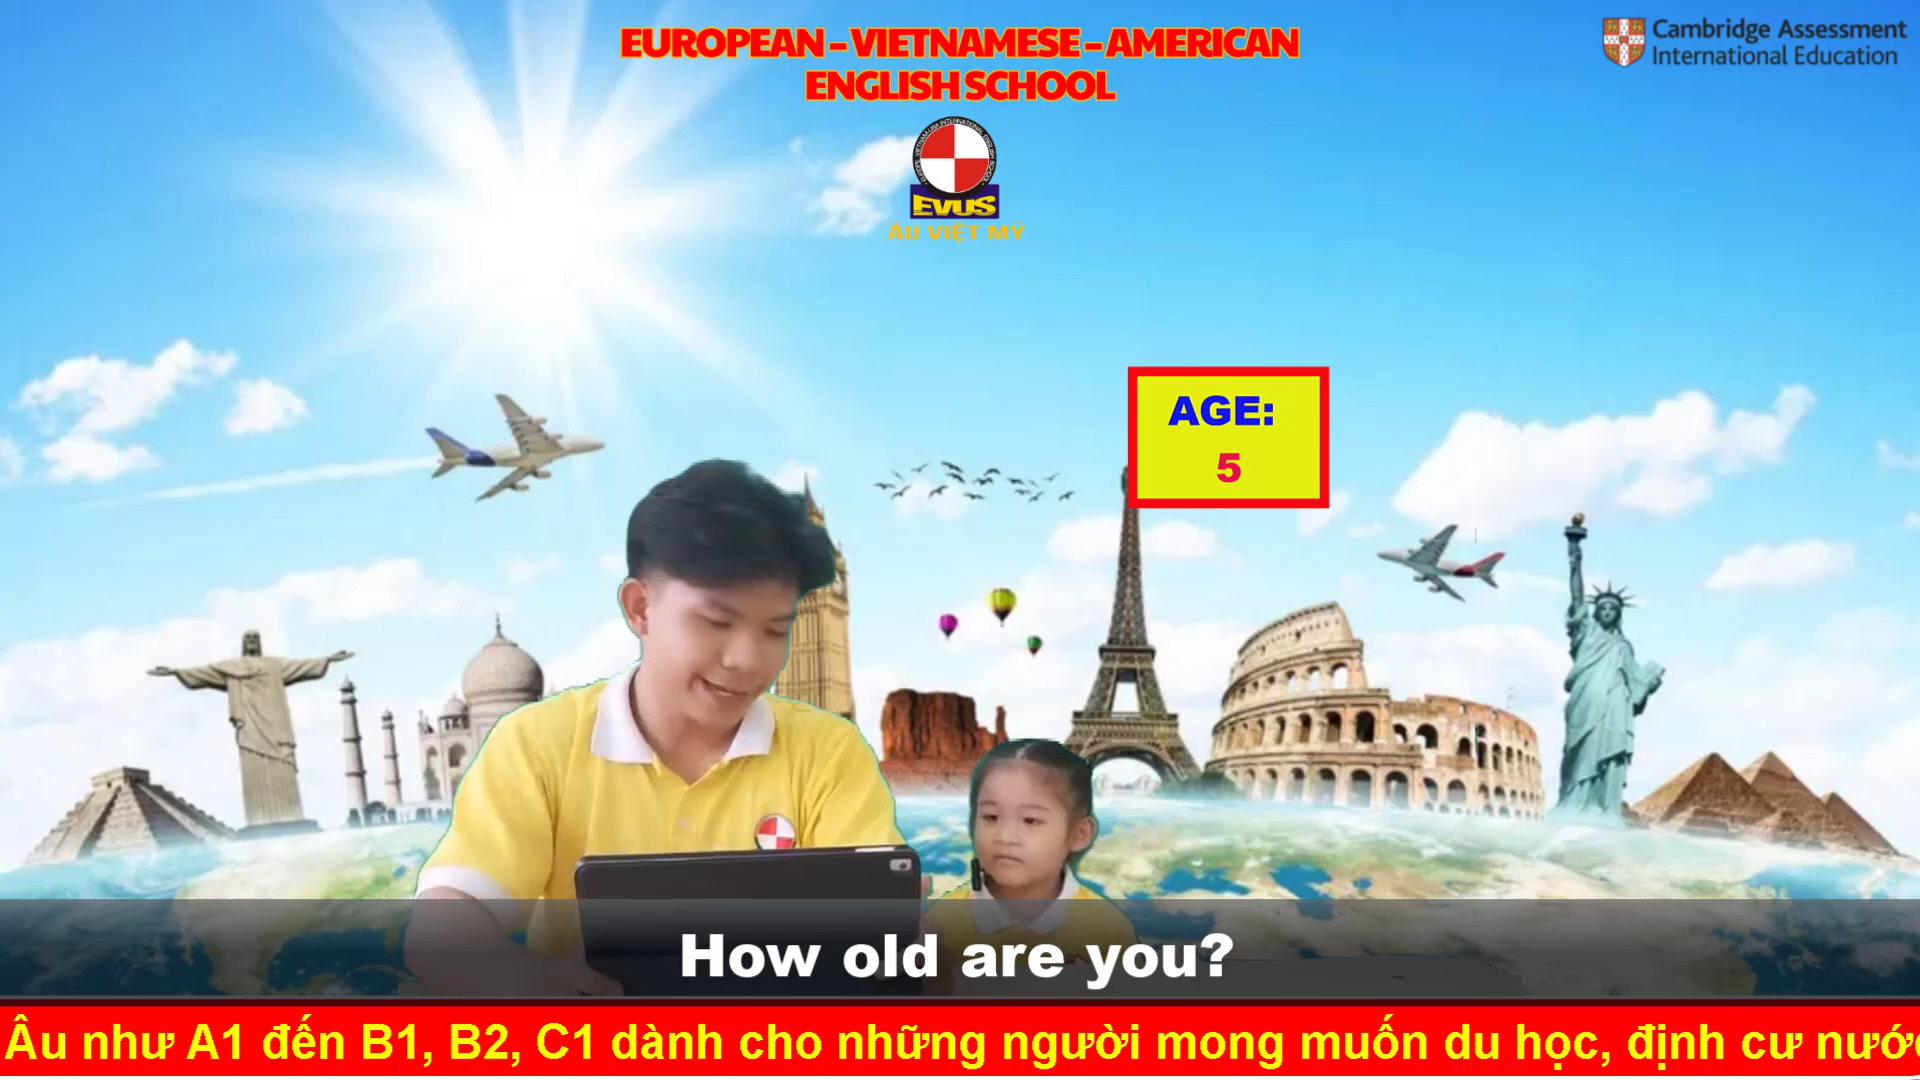 EUROPEAN - VIETNAMESE - AMERICAN
ENGLISH SCHOOL
Cambridge Assessment
International Education
EVUS
ÂU VIỆT MỸ
AGE:
5
How old are you?
Âu như A1 đến B1, B2, C1 dành cho những người mong muốn du học, định cư nước